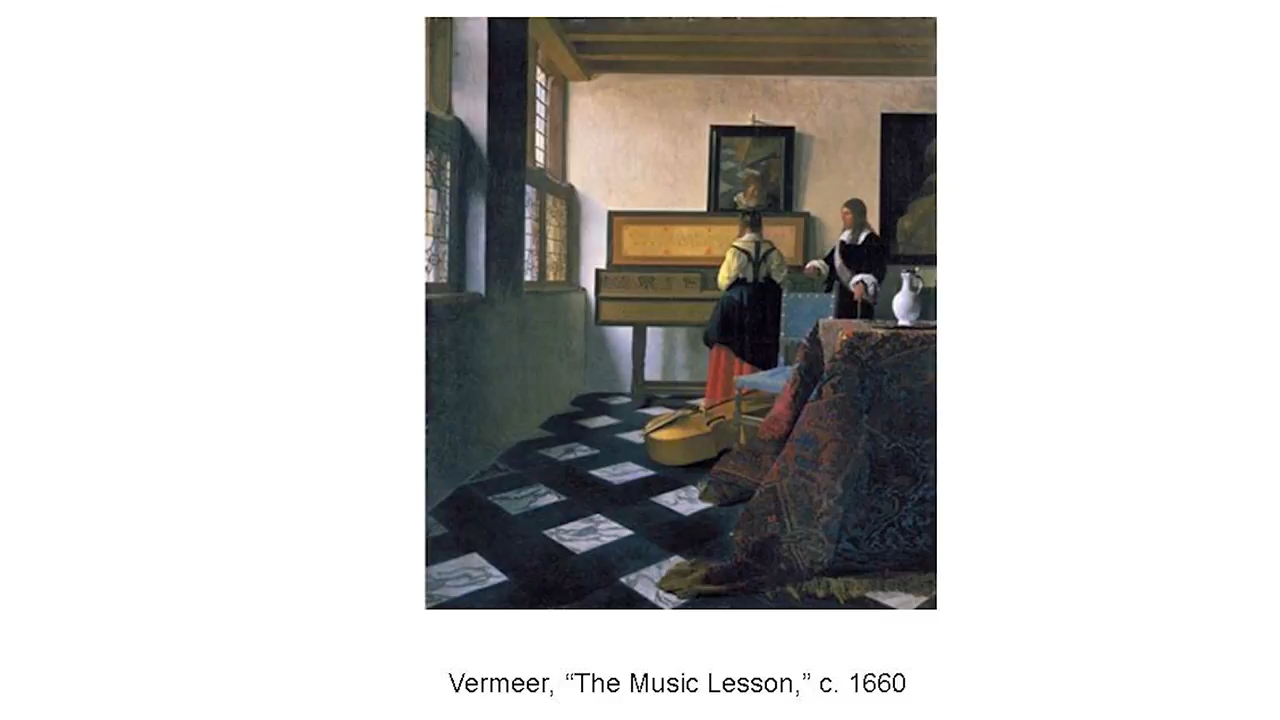 Vermeer, “The Music Lesson,” c. 1660